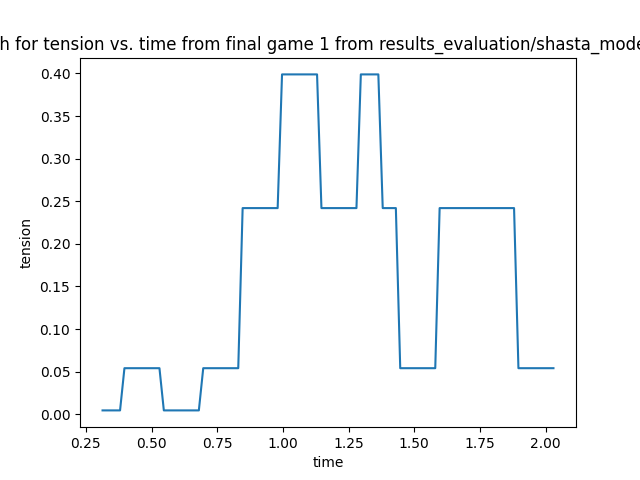 h for tension vs. time from final game 1 from results_evaluation/shasta_mode
0.40
0.35
0.30
0.25
0.20
0.15
0.10
0.05
0.00
tension
0.25 0.50 0.75 1.00 1.25 1.50 1.75 2.00
time